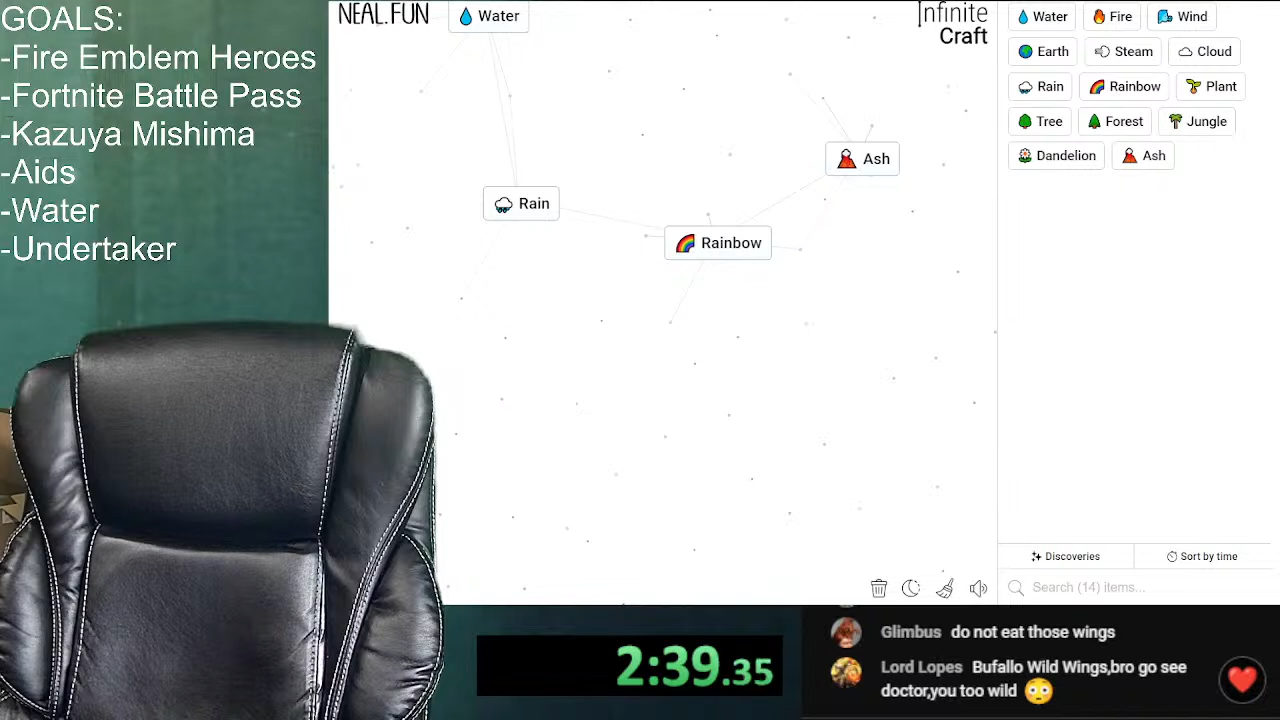 GOALS:
-Fire Emblem Heroes
-Fortnite Battle Pass
-Kazuya Mishima
-Aids
-Water
-Undertaker
NEAL.FUN
Water
Infinite
Craft
Ash
Rain
Rainbow
Water Fire Wind
Earth Steam Cloud
Rain Rainbow Plant
Tree Forest Jungle
Dandelion Ash
Discoveries Sort by time
Search (14) items...
2:39.35
Glimbus do not eat those wings
Lord Lopes Bufallo Wild Wings,bro go see
doctor,you too wild 😳